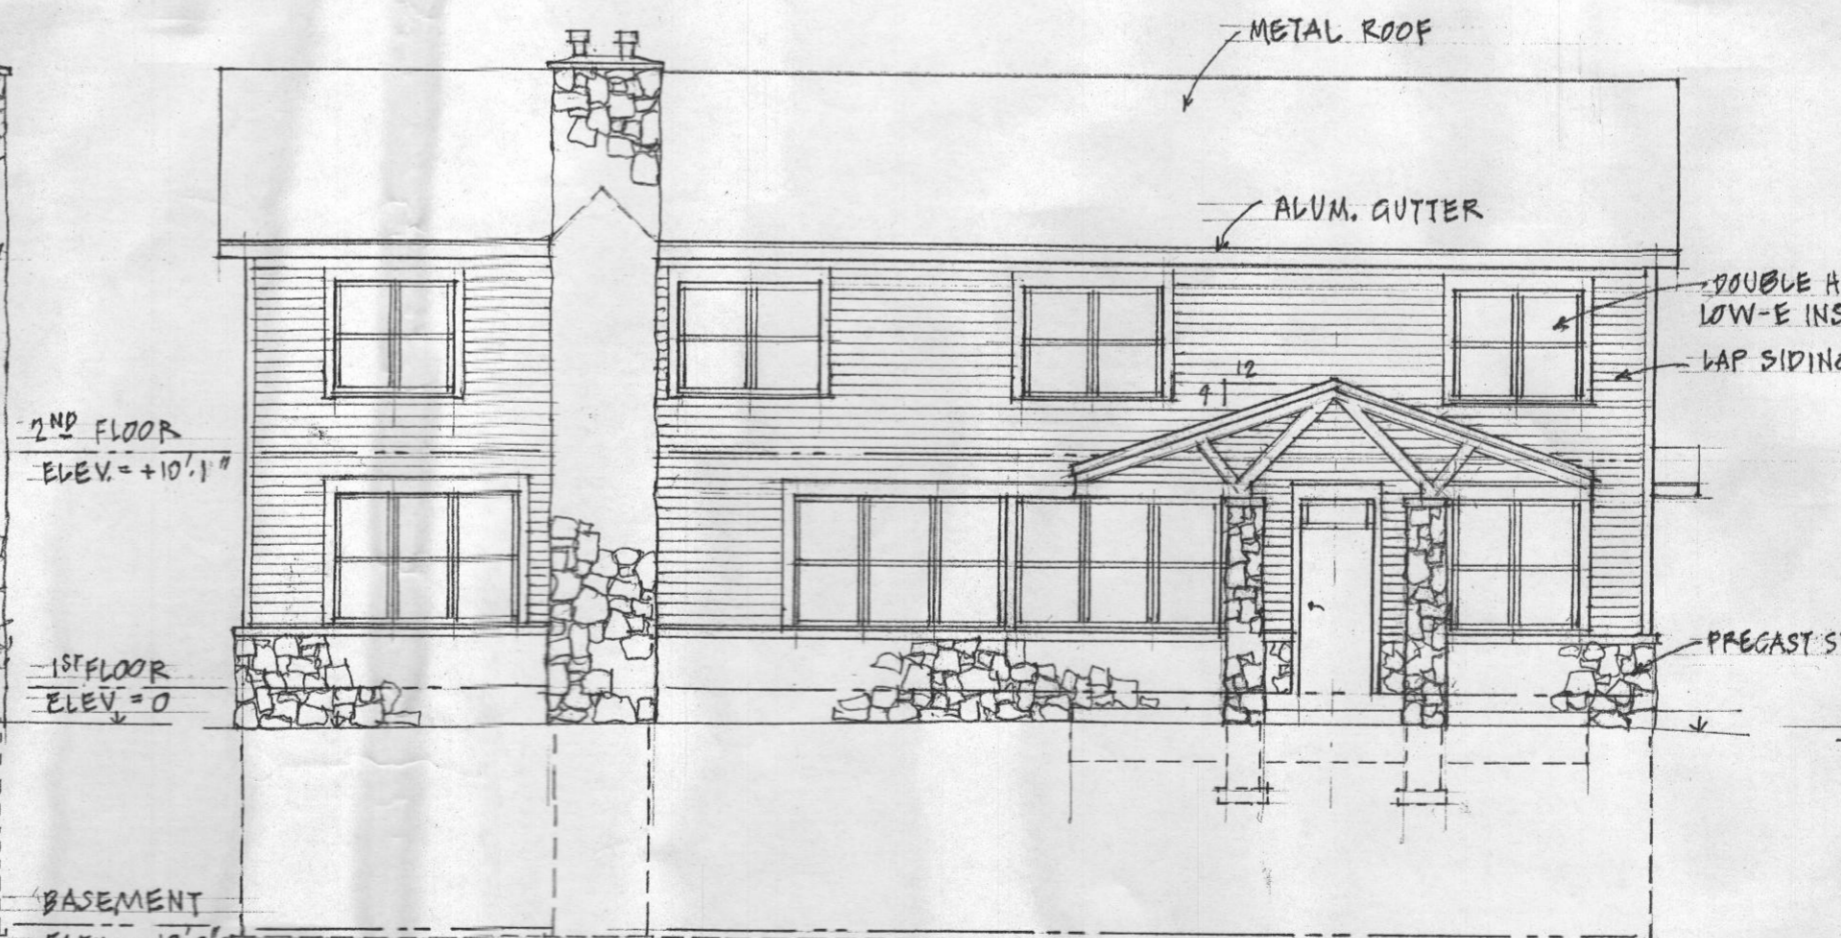 METAL ROOF
ALUM. GUTTER
DOUBLE H
LOW-E INS
LAP SIDING
12
4
2ND FLOOR
ELEV. = +10'.1"
1ST FLOOR
ELEV = 0
PRECAST S
BASEMENT